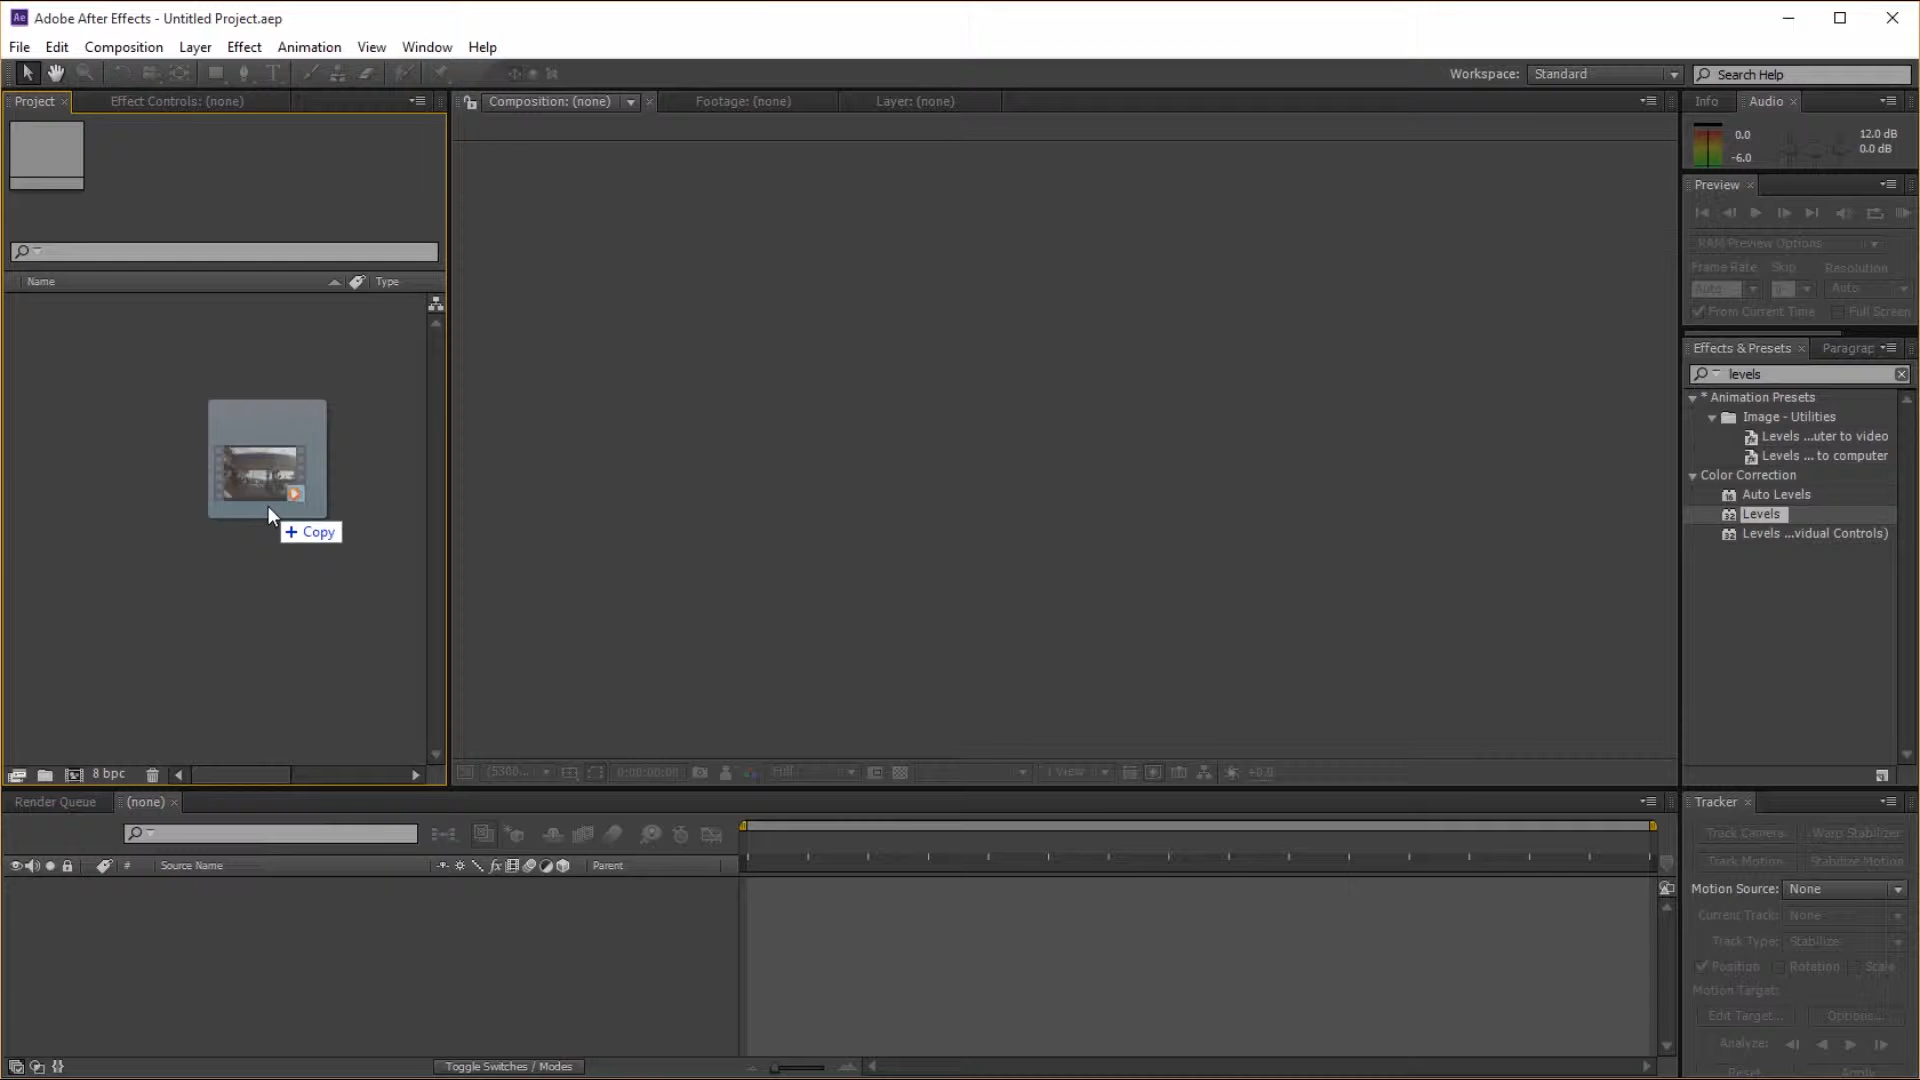 Adobe After Effects - Untitled Project.aep
File Edit Composition Layer Effect Animation View Window Help
Workspace: Standard
Search Help
Project
Effect Controls: (none)
Composition: (none)
Footage: (none)
Layer: (none)
Info
Audio
0.0
-6.0
12.0 dB
0.0 dB
Preview
RAM Preview Options
Frame Rate Skip Resolution
Auto 0 Auto
From Current Time Full Screen
Name Type
Effects & Presets
Paragrap
levels
* Animation Presets
Image - Utilities
Levels ...uter to video
Levels ... to computer
Color Correction
Auto Levels
Levels
Levels ...vidual Controls)
+ Copy
8 bpc
(5300... 0:00:00:00 Full 1 View +0.0
Render Queue
(none)
# Source Name Parent
Toggle Switches / Modes
Tracker
Track Camera Warp Stabilizer
Track Motion Stabilize Motion
Motion Source: None
Current Track: None
Track Type: Stabilize
Position Rotation Scale
Motion Target:
Edit Target... Options...
Analyze:
Reset Apply